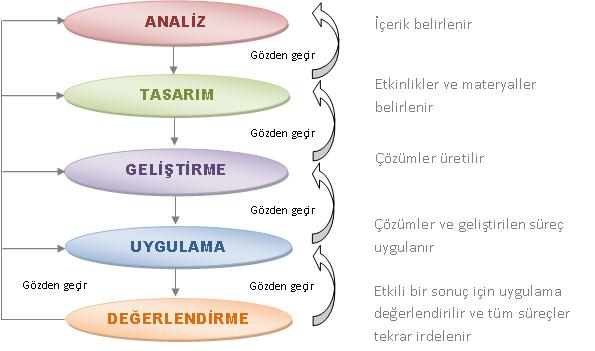 ANALİZ
İçerik belirlenir
Gözden geçir
TASARIM
Etkinlikler ve materyaller
belirlenir
Gözden geçir
GELİŞTİRME
Çözümler üretilir
Gözden geçir
UYGULAMA
Çözümler ve geliştirilen süreç
uygulanır
Gözden geçir
Gözden geçir
DEĞERLENDİRME
Etkili bir sonuç için uygulama
değerlendirilir ve tüm süreçler
tekrar irdelenir